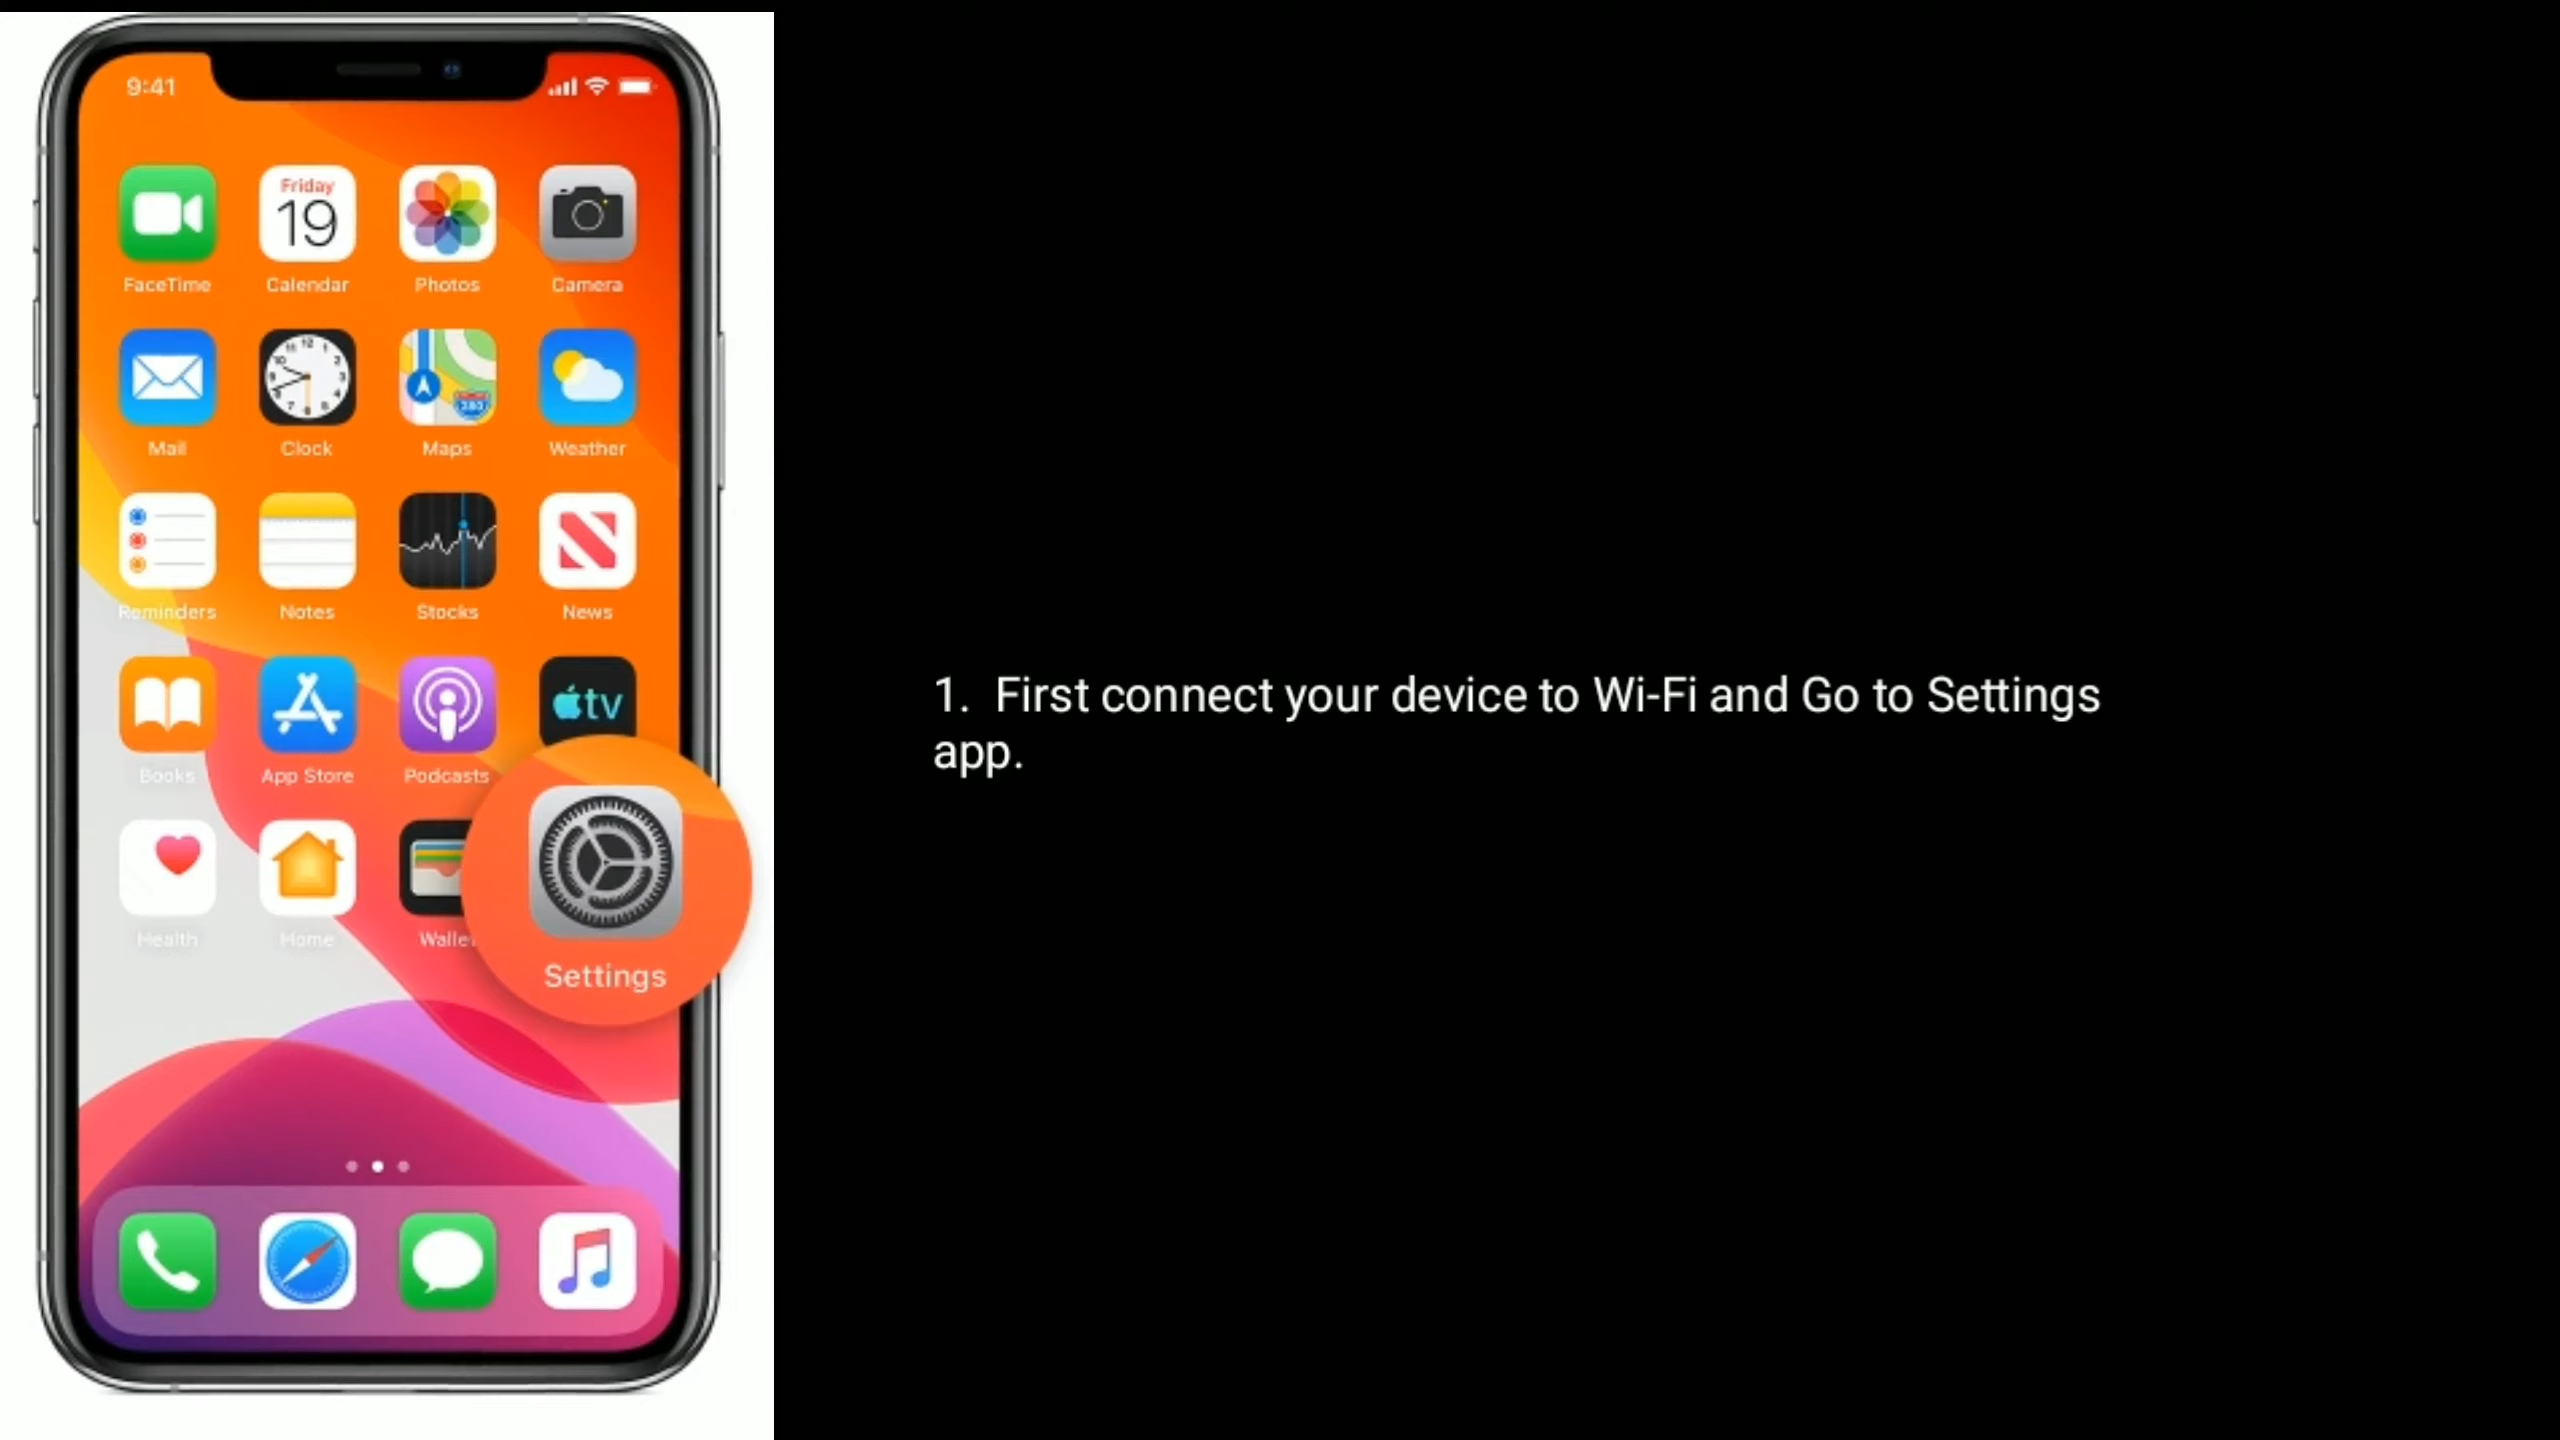 9:41
Friday
19
FaceTime Calendar Photos Camera
Mail Clock Maps Weather
Reminders Notes Stocks News
tv
Books App Store Podcasts
Health Home Walle
Settings
1. First connect your device to Wi-Fi and Go to Settings
app.